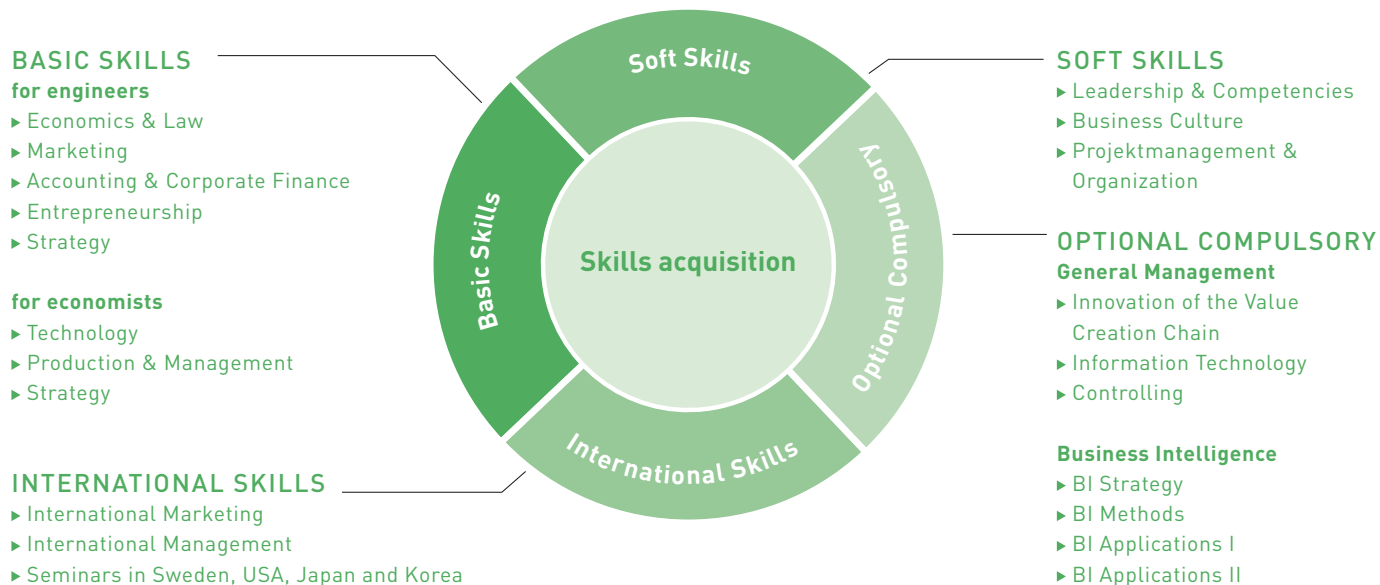 BASIC SKILLS
for engineers
▸ Economics & Law
▸ Marketing
▸ Accounting & Corporate Finance
▸ Entrepreneurship
▸ Strategy
for economists
▸ Technology
▸ Production & Management
▸ Strategy
INTERNATIONAL SKILLS
▸ International Marketing
▸ International Management
▸ Seminars in Sweden, USA, Japan and Korea
Soft Skills
Basic Skills
Skills acquisition
Optional Compulsory
International Skills
SOFT SKILLS
▸ Leadership & Competencies
▸ Business Culture
▸ Projektmanagement &
Organization
OPTIONAL COMPULSORY
General Management
▸ Innovation of the Value
Creation Chain
▸ Information Technology
▸ Controlling
Business Intelligence
▸ BI Strategy
▸ BI Methods
▸ BI Applications I
▸ BI Applications II